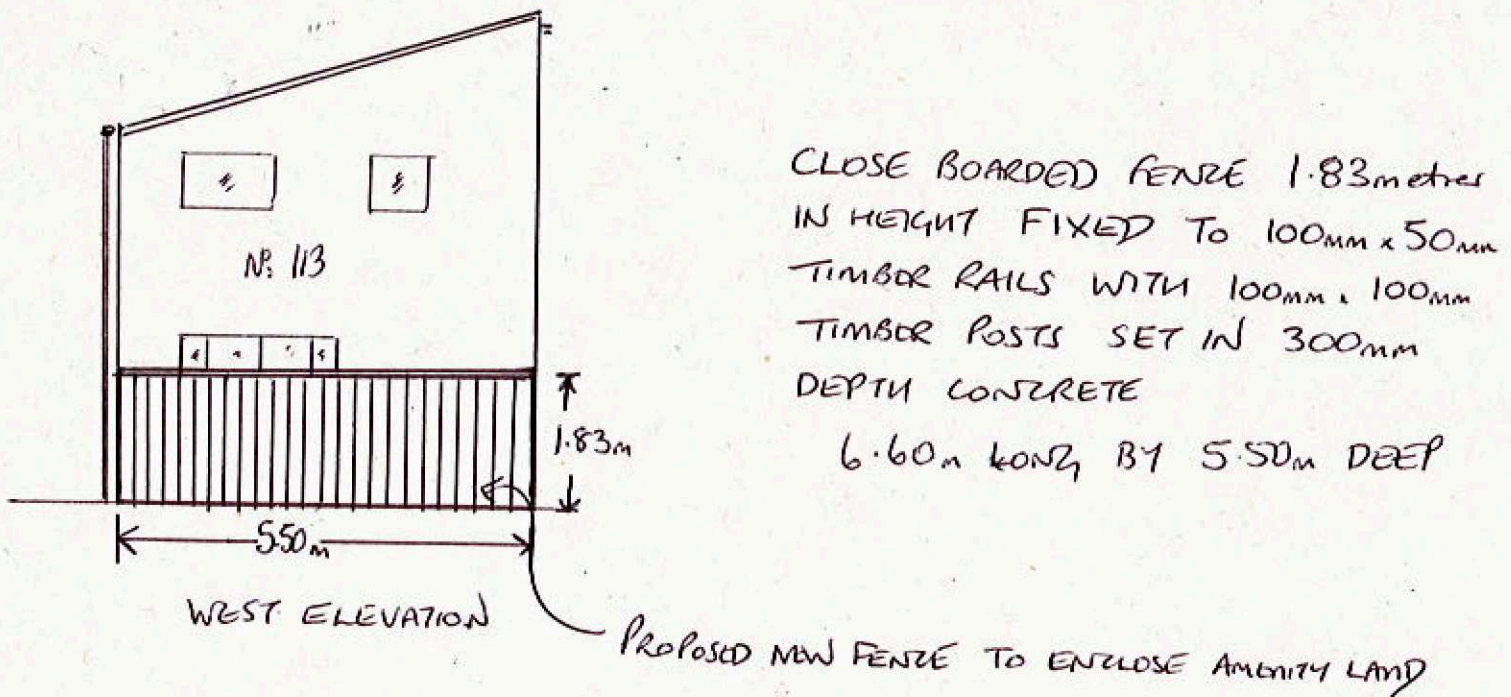 Nº: 113
CLOSE BOARDED FENCE 1.83metres
IN HEIGHT FIXED TO 100mm x 50mm
TIMBER RAILS WITH 100mm x 100mm
TIMBER POSTS SET IN 300mm
DEPTH CONCRETE
6.60m LONG BY 5.50m DEEP
1.83m
5.50m
WEST ELEVATION
PROPOSED NEW FENCE TO ENCLOSE AMENITY LAND